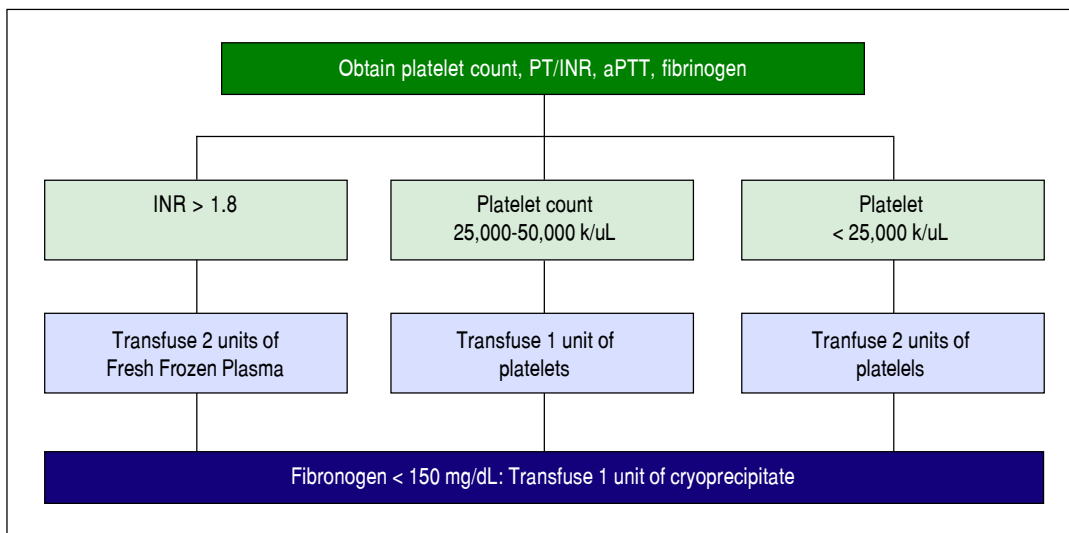 Obtain platelet count, PT/INR, aPTT, fibrinogen
INR > 1.8
Platelet count
25,000-50,000 k/uL
Platelet
< 25,000 k/uL
Transfuse 2 units of
Fresh Frozen Plasma
Transfuse 1 unit of
platelets
Tranfuse 2 units of
platelels
Fibronogen < 150 mg/dL: Transfuse 1 unit of cryoprecipitate